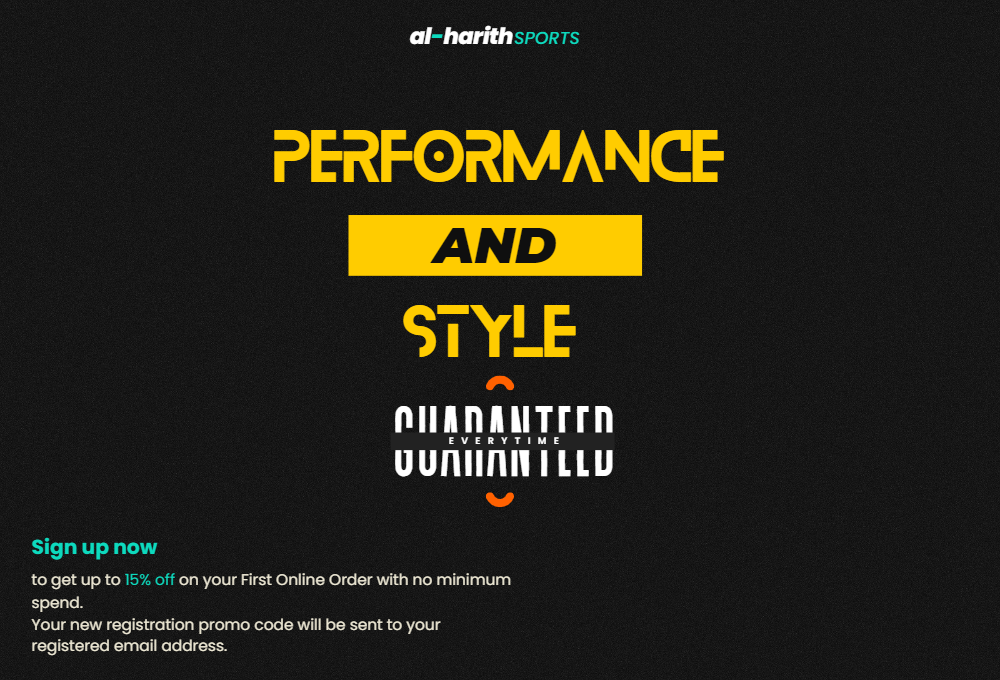 al-harith SPORTS
PERFORMANCE
AND
STYLE
GUARANTEED
EVERYTIME
Sign up now
to get up to 15% off on your First Online Order with no minimum
spend.
Your new registration promo code will be sent to your
registered email address.